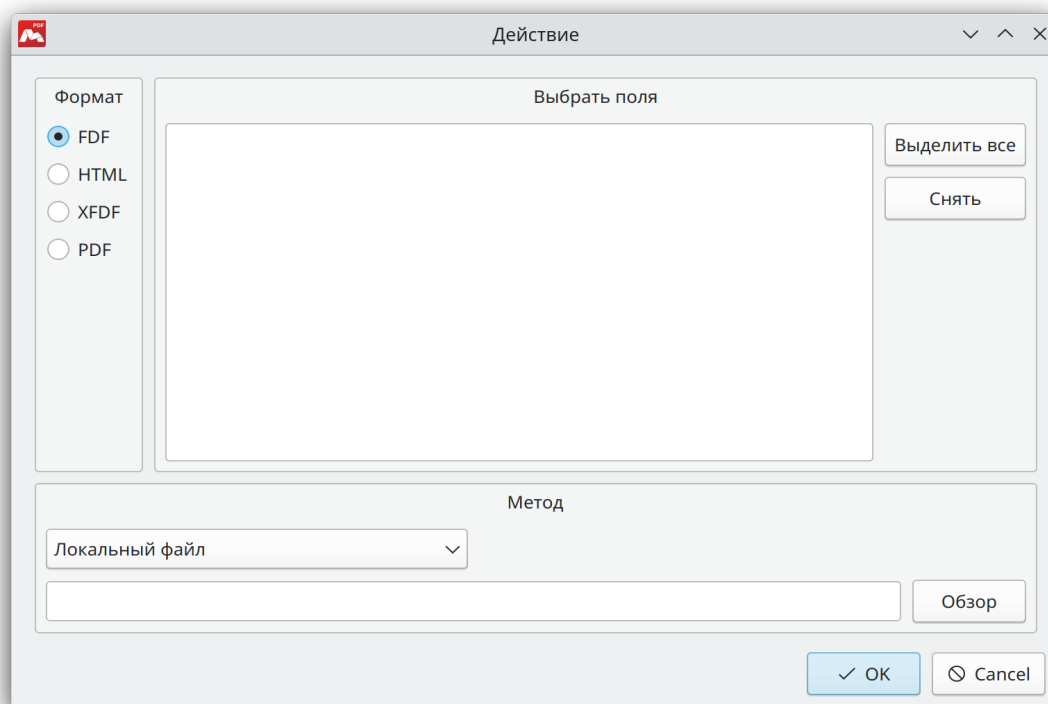 PDF
Действие
Формат
FDF
HTML
XFDF
PDF
Выбрать поля
Выделить все
Снять
Метод
Локальный файл
Обзор
OK
Cancel